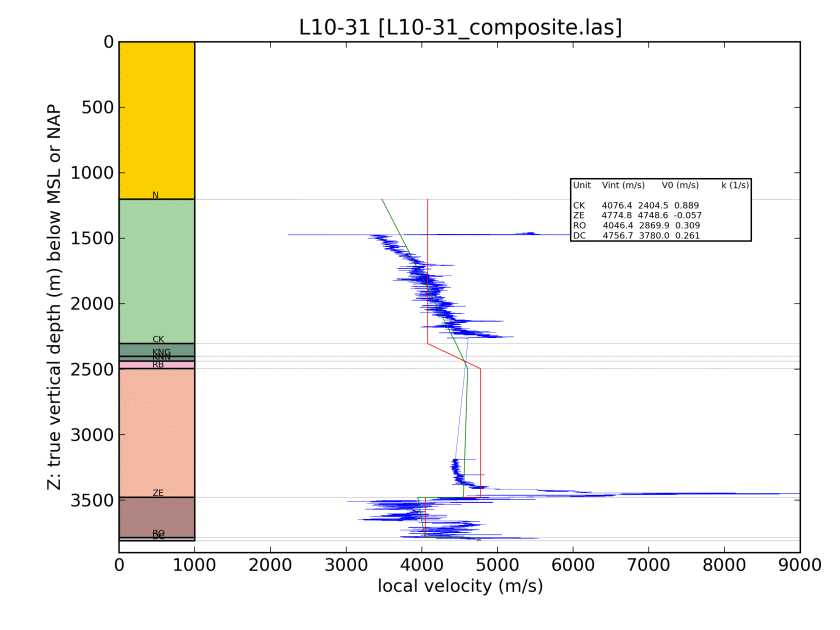 L10-31 [L10-31_composite.las]
Z: true vertical depth (m) below MSL or NAP
0
500
1000
1500
2000
2500
3000
3500
N
CK
KNG
KNN
RB
ZE
RO
DC
Unit Vint (m/s) V0 (m/s) k (1/s)
CK 4076.4 2404.5 0.889
ZE 4774.8 4748.6 -0.057
RO 4046.4 2869.9 0.309
DC 4756.7 3780.0 0.261
0 1000 2000 3000 4000 5000 6000 7000 8000 9000
local velocity (m/s)